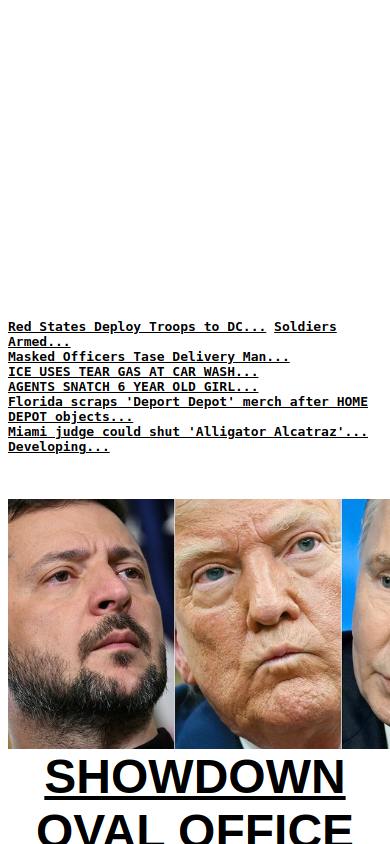 Red States Deploy Troops to DC... Soldiers
Armed...
Masked Officers Tase Delivery Man...
ICE USES TEAR GAS AT CAR WASH...
AGENTS SNATCH 6 YEAR OLD GIRL...
Florida scraps 'Deport Depot' merch after HOME
DEPOT objects...
Miami judge could shut 'Alligator Alcatraz'...
Developing...
SHOWDOWN
OVAL OFFICE